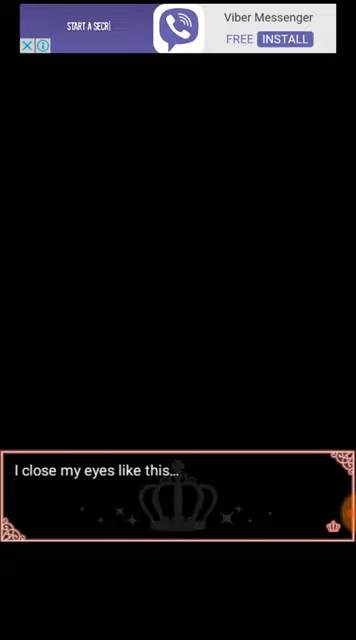 START A SECR
Viber Messenger
FREE INSTALL
I close my eyes like this...